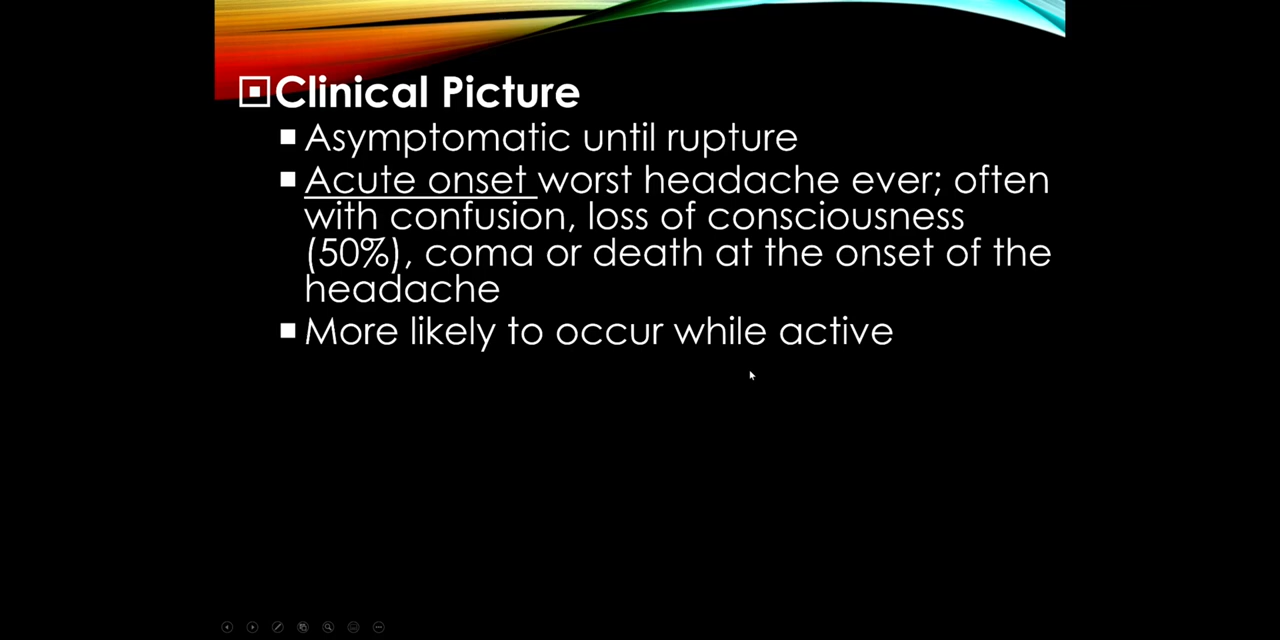 Clinical Picture
Asymptomatic until rupture
Acute onset worst headache ever; often
with confusion, loss of consciousness
(50%), coma or death at the onset of the
headache
More likely to occur while active